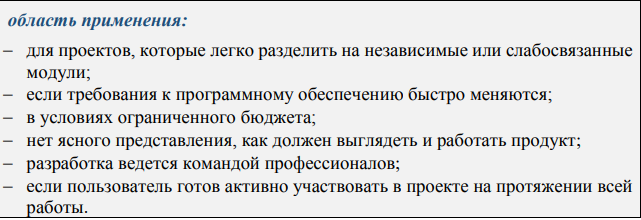 область применения:
– для проектов, которые легко разделить на независимые или слабосвязанные
модули;
– если требования к программному обеспечению быстро меняются;
– в условиях ограниченного бюджета;
– нет ясного представления, как должен выглядеть и работать продукт;
– разработка ведется командой профессионалов;
– если пользователь готов активно участвовать в проекте на протяжении всей
работы.